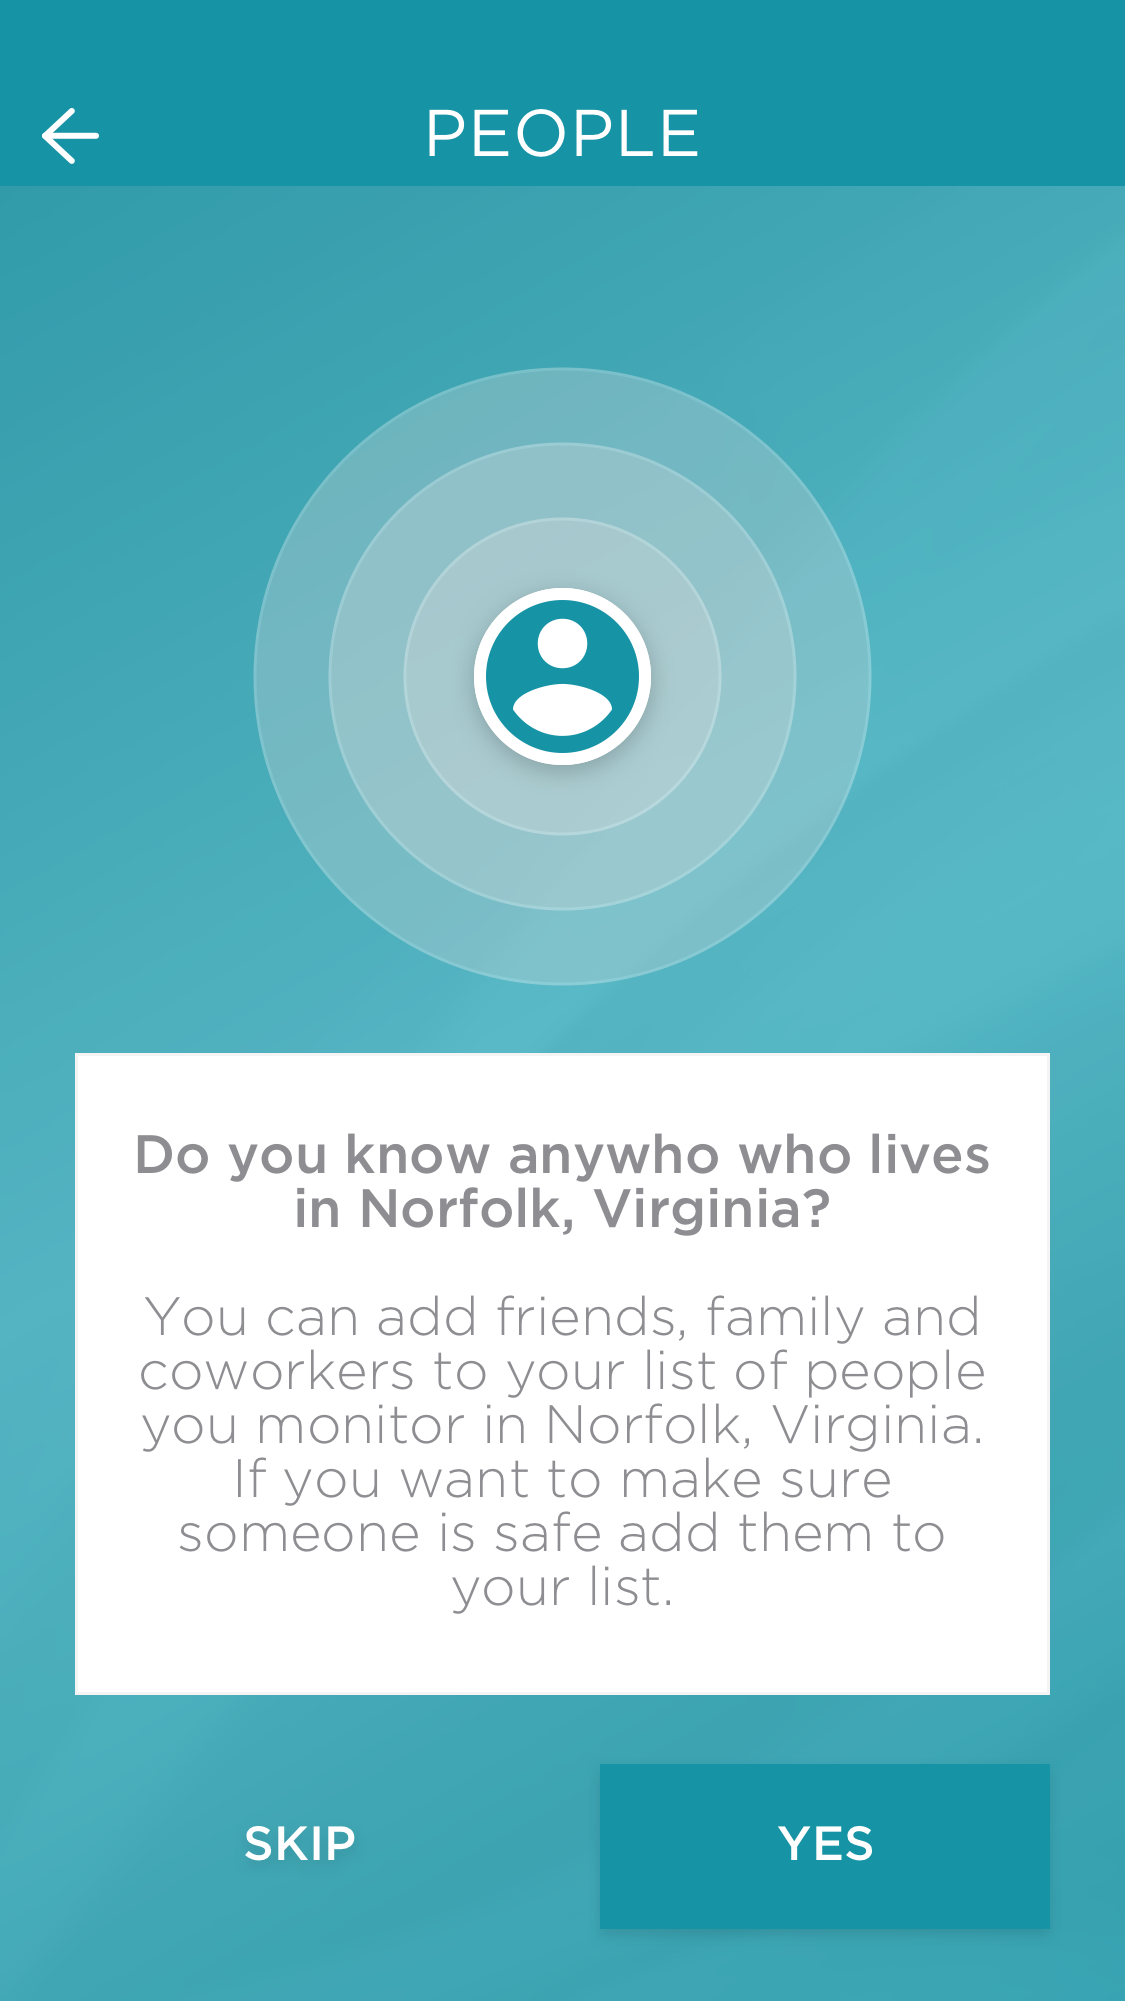 PEOPLE
Do you know anywho who lives
in Norfolk, Virginia?
You can add friends, family and
coworkers to your list of people
you monitor in Norfolk, Virginia.
If you want to make sure
someone is safe add them to
your list.
SKIP
YES